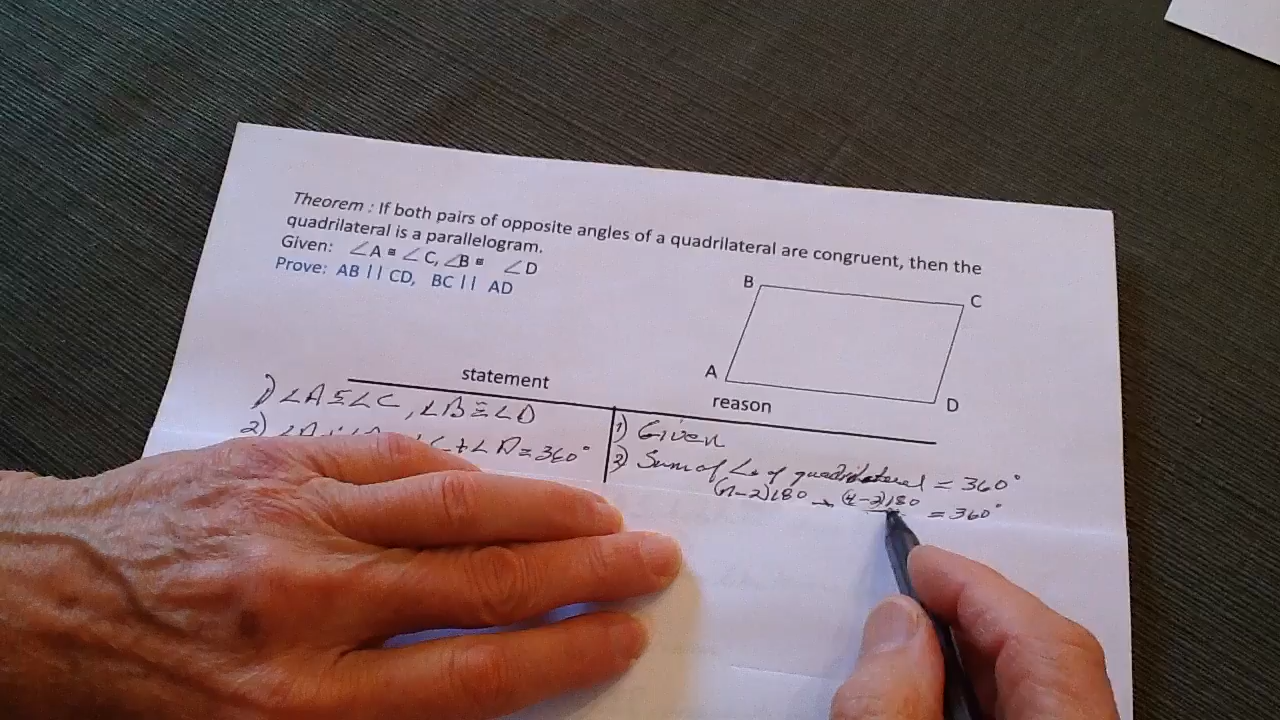 Theorem : If both pairs of opposite angles of a quadrilateral are congruent, then the
quadrilateral is a parallelogram.
Given: ∠A ≅ ∠C, ∠B ≅ ∠D
Prove: AB || CD, BC || AD
B
C
A
D
statement
reason
1) ∠A ≅ ∠C, ∠B ≅ ∠D
1) Given
2) ∠C + ∠D = 360°
2) Sum of ∠s of quadrilateral = 360°
(n-2)180 → (4-2)180 = 360°